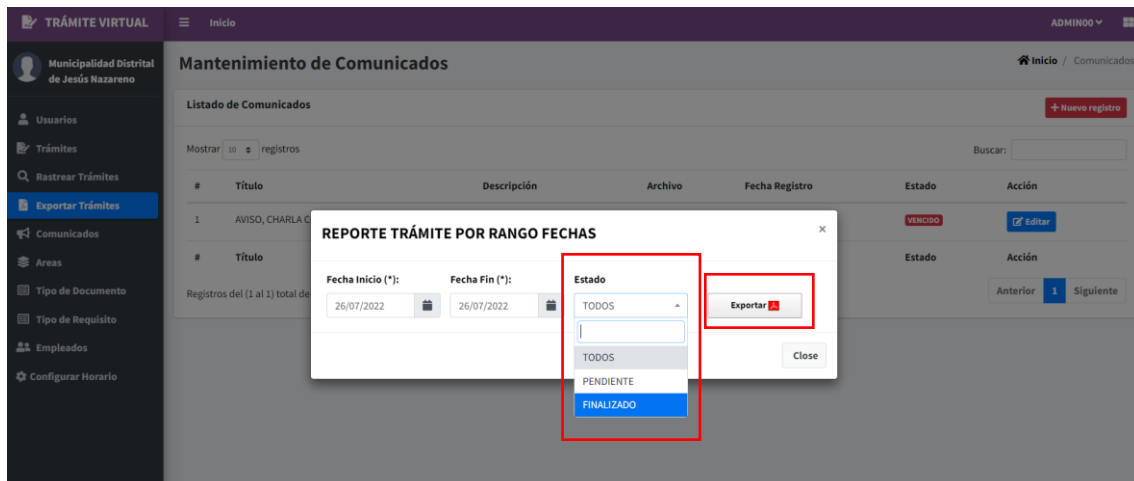 TRÁMITE VIRTUAL
Inicio
ADMIN00
Municipalidad Distrital
de Jesús Nazareno
Mantenimiento de Comunicados
Inicio / Comunicados
Usuarios
Trámites
Rastrear Trámites
Exportar Trámites
Comunicados
Areas
Tipo de Documento
Tipo de Requisito
Empleados
Configurar Horario
Listado de Comunicados
+ Nuevo registro
Mostrar 10 registros
Buscar:
# Título Descripción Archivo Fecha Registro Estado Acción
1 AVISO, CHARLA VENCIDO Editar
# Título Estado Acción
Registros del (1 al 1) total de
Anterior 1 Siguiente
REPORTE TRÁMITE POR RANGO FECHAS ×
Fecha Inicio (*): Fecha Fin (*): Estado
26/07/2022 26/07/2022 TODOS Exportar
TODOS
PENDIENTE
FINALIZADO
Close